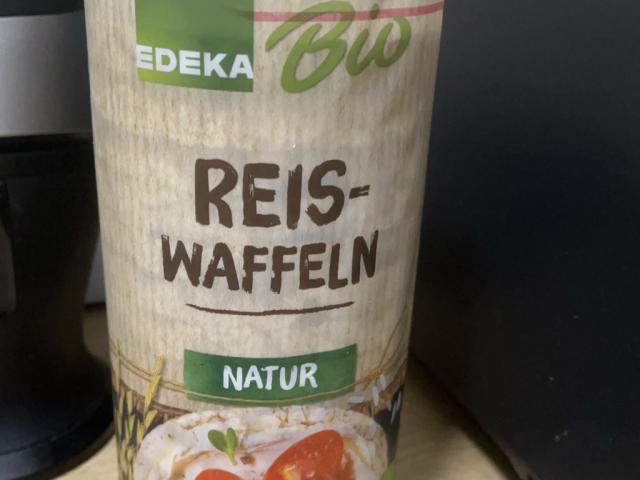 EDEKA Bio
REIS-
WAFFELN
NATUR